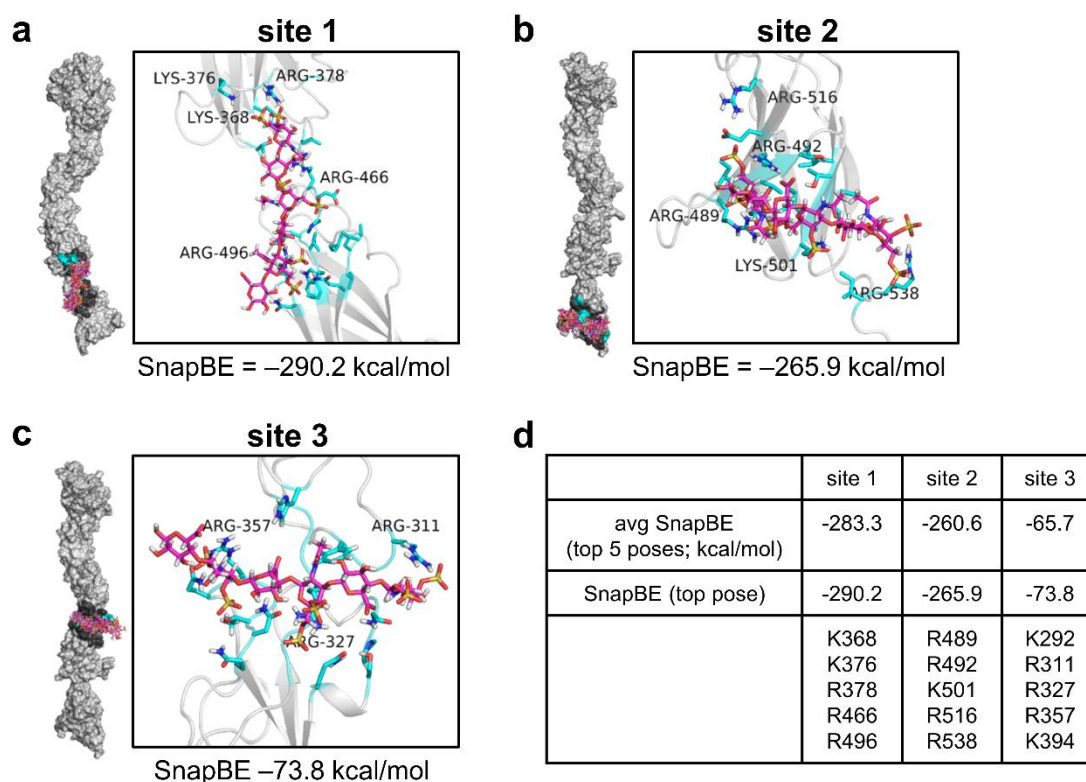 a
site 1
LYS-376
ARG-378
LYS-368
ARG-466
ARG-496
SnapBE = –290.2 kcal/mol
b
site 2
ARG-516
ARG-492
ARG-489
LYS-501
ARG-538
SnapBE = –265.9 kcal/mol
c
site 3
ARG-357
ARG-311
ARG-327
SnapBE –73.8 kcal/mol
d
site 1 site 2 site 3
avg SnapBE
(top 5 poses; kcal/mol) -283.3 -260.6 -65.7
SnapBE (top pose) -290.2 -265.9 -73.8
K368 R489 K292
K376 R492 R311
R378 K501 R327
R466 R516 R357
R496 R538 K394